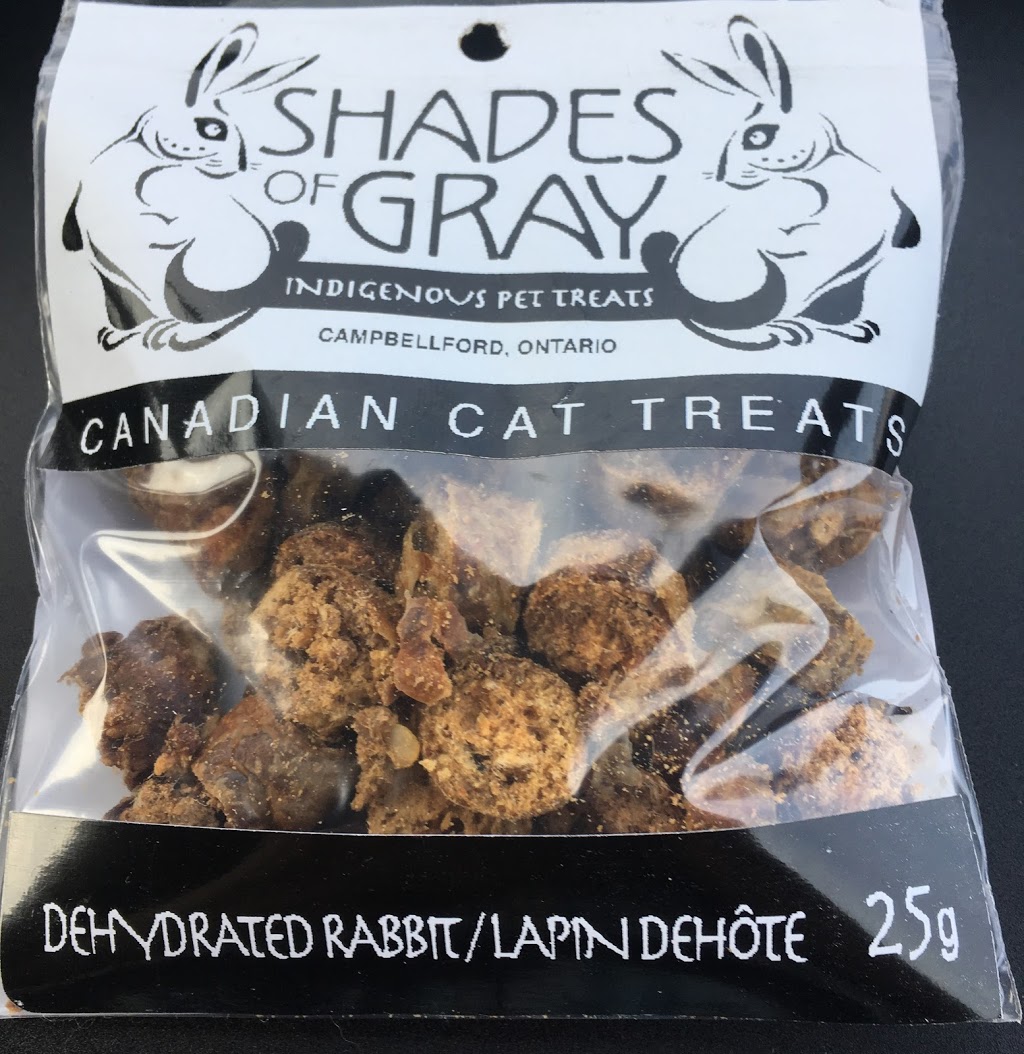 SHADES
OF GRAY
INDIGENOUS PET TREATS
CAMPBELLFORD, ONTARIO
CANADIAN CAT TREATS
DEHYDRATED RABBIT/LAPIN DEHÔTE 25g